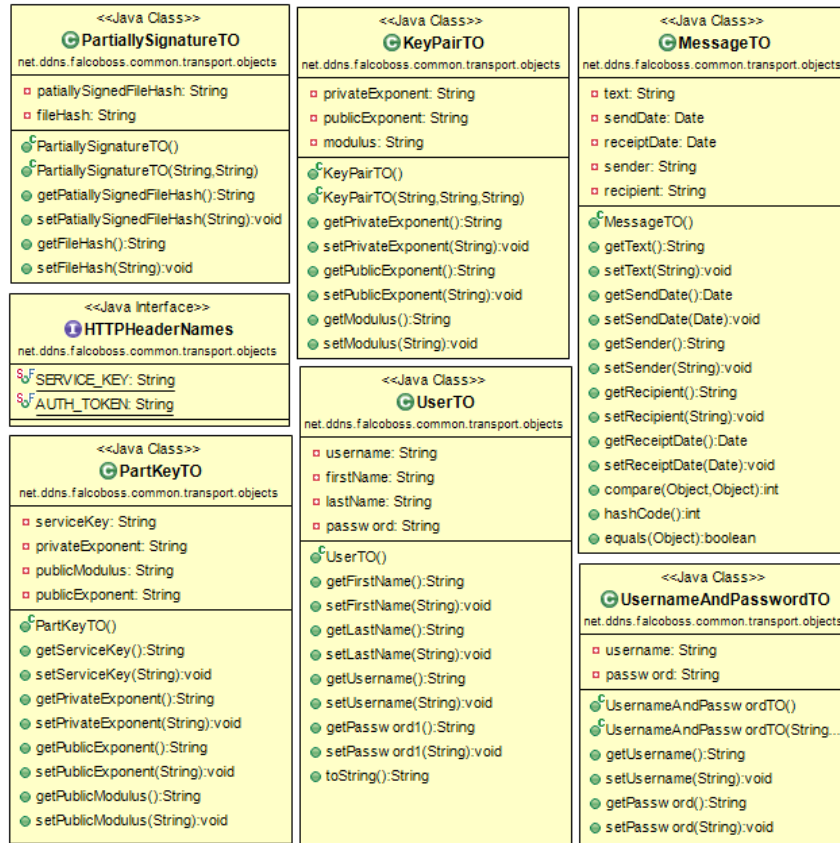 <<Java Class>>
PartiallySignatureTO
net.ddns.falcoboss.common.transport.objects
patiallySignedFileHash: String
fileHash: String
PartiallySignatureTO()
PartiallySignatureTO(String,String)
getPatiallySignedFileHash():String
setPatiallySignedFileHash(String):void
getFileHash():String
setFileHash(String):void
<<Java Interface>>
HTTPHeaderNames
net.ddns.falcoboss.common.transport.objects
SERVICE_KEY: String
AUTH_TOKEN: String
<<Java Class>>
PartKeyTO
net.ddns.falcoboss.common.transport.objects
serviceKey: String
privateExponent: String
publicModulus: String
publicExponent: String
PartKeyTO()
getServiceKey():String
setServiceKey(String):void
getPrivateExponent():String
setPrivateExponent(String):void
getPublicExponent():String
setPublicExponent(String):void
getPublicModulus():String
setPublicModulus(String):void
<<Java Class>>
KeyPairTO
net.ddns.falcoboss.common.transport.objects
privateExponent: String
publicExponent: String
modulus: String
KeyPairTO()
KeyPairTO(String,String,String)
getPrivateExponent():String
setPrivateExponent(String):void
getPublicExponent():String
setPublicExponent(String):void
getModulus():String
setModulus(String):void
<<Java Class>>
UserTO
net.ddns.falcoboss.common.transport.objects
username: String
firstName: String
lastName: String
password: String
UserTO()
getFirstName():String
setFirstName(String):void
getLastName():String
setLastName(String):void
getUsername():String
setUsername(String):void
getPassword1():String
setPassword1(String):void
toString():String
<<Java Class>>
MessageTO
net.ddns.falcoboss.common.transport.objects
text: String
sendDate: Date
receiptDate: Date
sender: String
recipient: String
MessageTO()
getText():String
setText(String):void
getSendDate():Date
setSendDate(Date):void
getSender():String
setSender(String):void
getRecipient():String
setRecipient(String):void
getReceiptDate():Date
setReceiptDate(Date):void
compare(Object,Object):int
hashCode():int
equals(Object):boolean
<<Java Class>>
UsernameAndPasswordTO
net.ddns.falcoboss.common.transport.objects
username: String
password: String
UsernameAndPasswordTO()
UsernameAndPasswordTO(String...
getUsername():String
setUsername(String):void
getPassword():String
setPassword(String):void